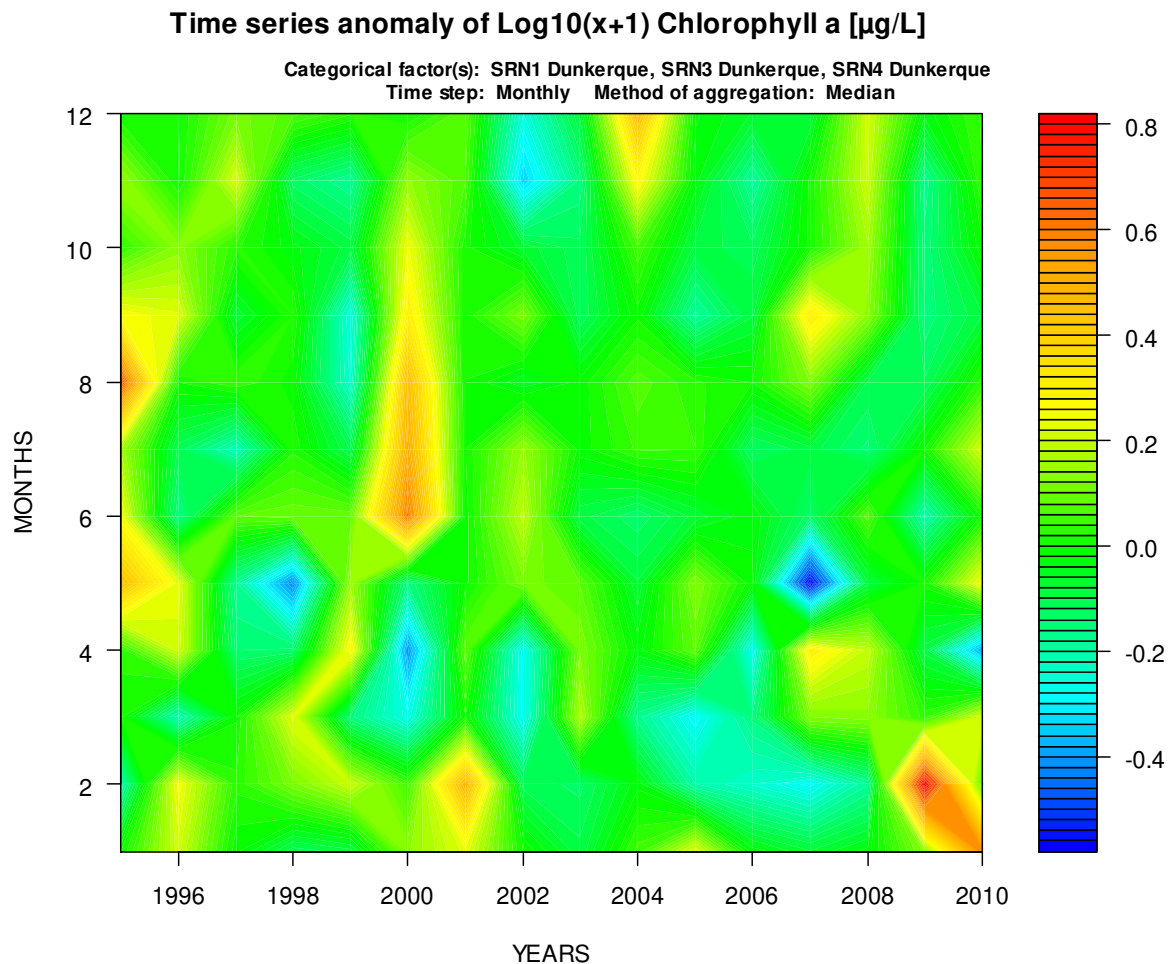 Time series anomaly of Log10(x+1) Chlorophyll a [µg/L]
Categorical factor(s): SRN1 Dunkerque, SRN3 Dunkerque, SRN4 Dunkerque
Time step: Monthly Method of aggregation: Median
12
10
8
6
4
2
MONTHS
1996 1998 2000 2002 2004 2006 2008 2010
YEARS
0.8
0.6
0.4
0.2
0.0
-0.2
-0.4